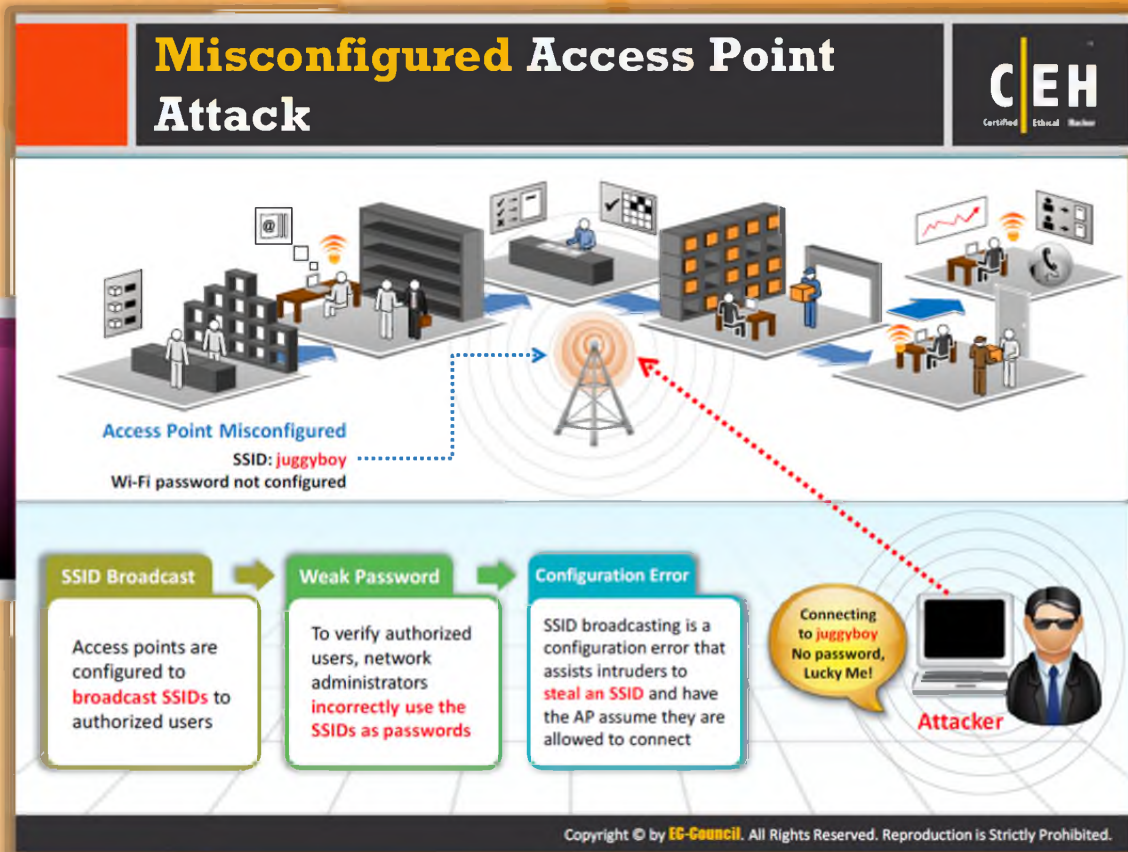 Misconfigured Access Point
Attack
C EH
Certified Ethical Hacker
@
Access Point Misconfigured
SSID: juggyboy
Wi-Fi password not configured
SSID Broadcast
Access points are
configured to
broadcast SSIDs to
authorized users
Weak Password
To verify authorized
users, network
administrators
incorrectly use the
SSIDs as passwords
Configuration Error
SSID broadcasting is a
configuration error that
assists intruders to
steal an SSID and have
the AP assume they are
allowed to connect
Connecting
to juggyboy
No password,
Lucky Me!
Attacker
Copyright © by EG-Council. All Rights Reserved. Reproduction is Strictly Prohibited.